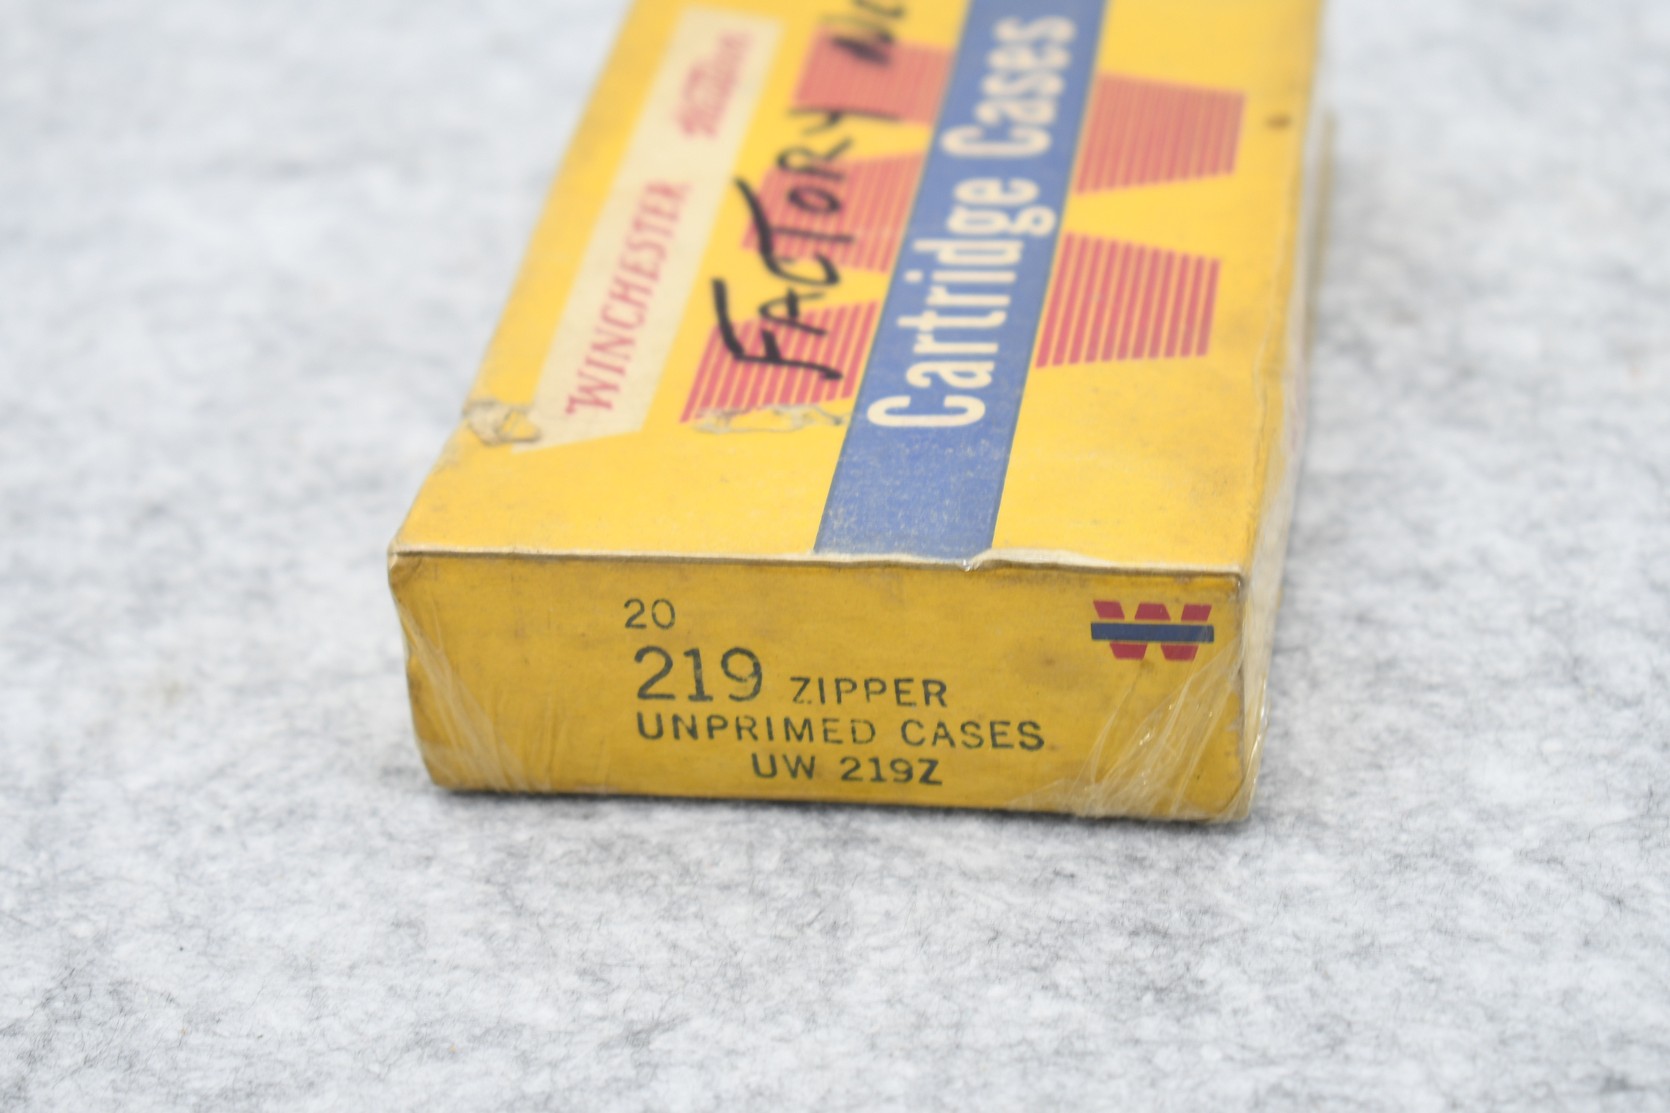 WINCHESTER
FACTORY
Cartridge Cases
W
20
219 ZIPPER
UNPRIMED CASES
UW 219Z